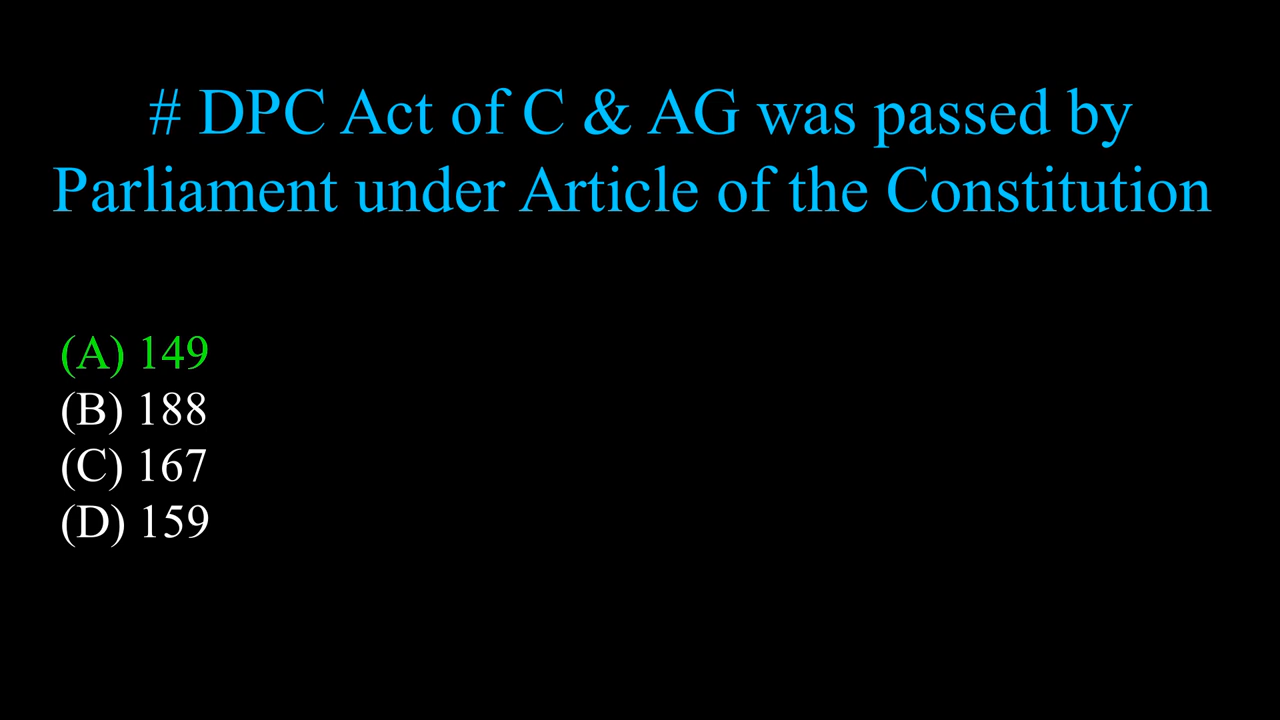 # DPC Act of C & AG was passed by
Parliament under Article of the Constitution
(A) 149
(B) 188
(C) 167
(D) 159